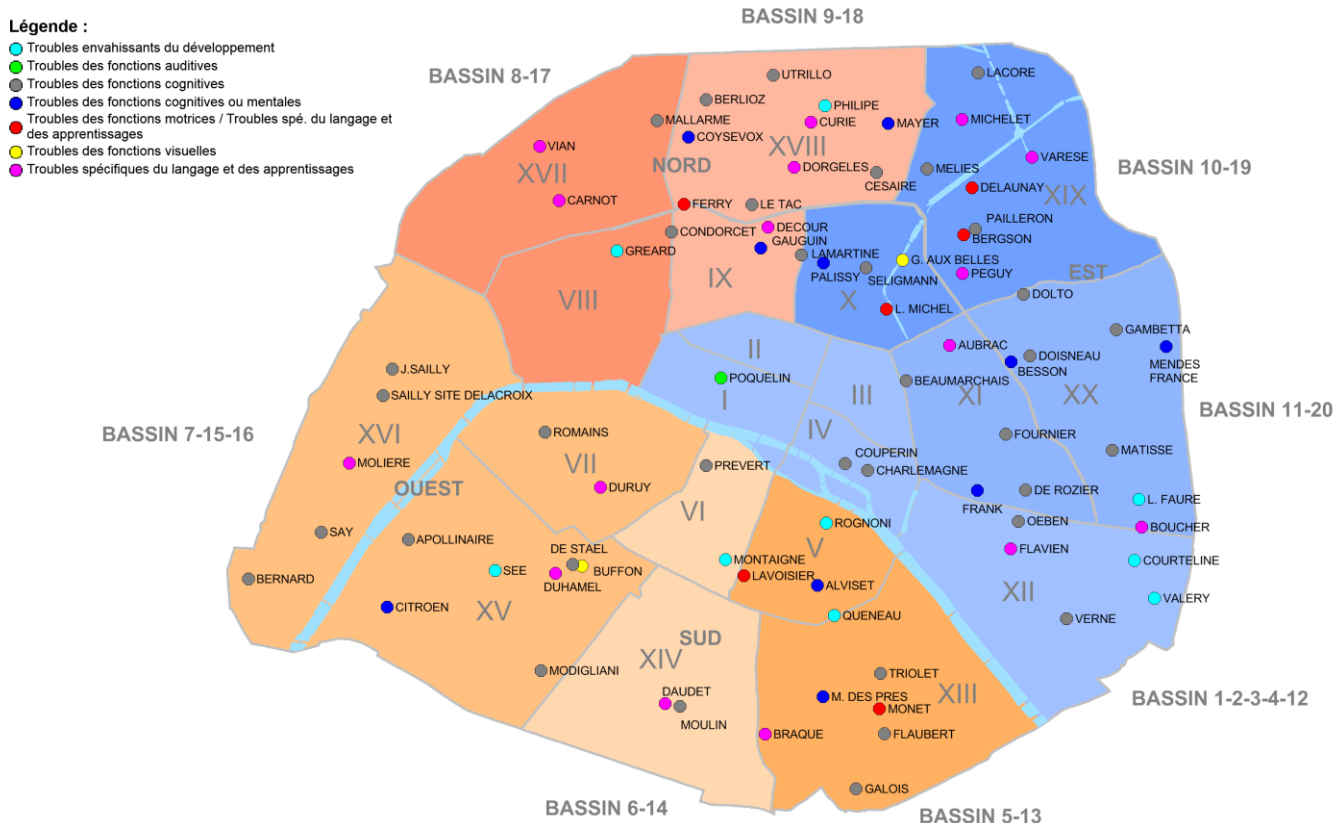 Légende :
Troubles envahissants du développement
Troubles des fonctions auditives
Troubles des fonctions cognitives
Troubles des fonctions cognitives ou mentales
Troubles des fonctions motrices / Troubles spé. du langage et
des apprentissages
Troubles des fonctions visuelles
Troubles spécifiques du langage et des apprentissages
BASSIN 9-18
BASSIN 8-17
UTRILLO
LACORE
BERLIOZ
PHILIPE
MALLARME
CURIE
MAYER
MICHELET
COYSEVOX
VIAN
XVIII
VARESE
BASSIN 10-19
XVII
NORD
DORGELES
CESAIRE
MELIES
DELAUNAY
XIX
CARNOT
FERRY
LE TAC
PAILLERON
CONDORCET
DECOUR
BERGSON
GAUGUIN
GREARD
LAMARTINE
G. AUX BELLES
PALISSY
SELIGMANN
PEGUY
EST
VIII
IX
X
DOLTO
L. MICHEL
GAMBETTA
II
AUBRAC
DOISNEAU
MENDES
FRANCE
BESSON
J.SAILLY
POQUELIN
BEAUMARCHAIS
SAILLY SITE DELACROIX
I
III
XI
XX
BASSIN 11-20
XVI
BASSIN 7-15-16
ROMAINS
IV
FOURNIER
MATISSE
MOLIERE
VII
PREVERT
COUPERIN
CHARLEMAGNE
OUEST
DURUY
FRANK
DE ROZIER
L. FAURE
VI
ROGNONI
OEBEN
BOUCHER
SAY
APOLLINAIRE
V
DE STAEL
FLAVIEN
MONTAIGNE
COURTELINE
BERNARD
SEE
BUFFON
DUHAMEL
LAVOISIER
ALVISET
XII
CITROEN
XV
QUENEAU
VALERY
VERNE
SUD
XIV
MODIGLIANI
TRIOLET
DAUDET
M. DES PRES
XIII
BASSIN 1-2-3-4-12
MOULIN
MONET
BRAQUE
FLAUBERT
GALOIS
BASSIN 6-14
BASSIN 5-13